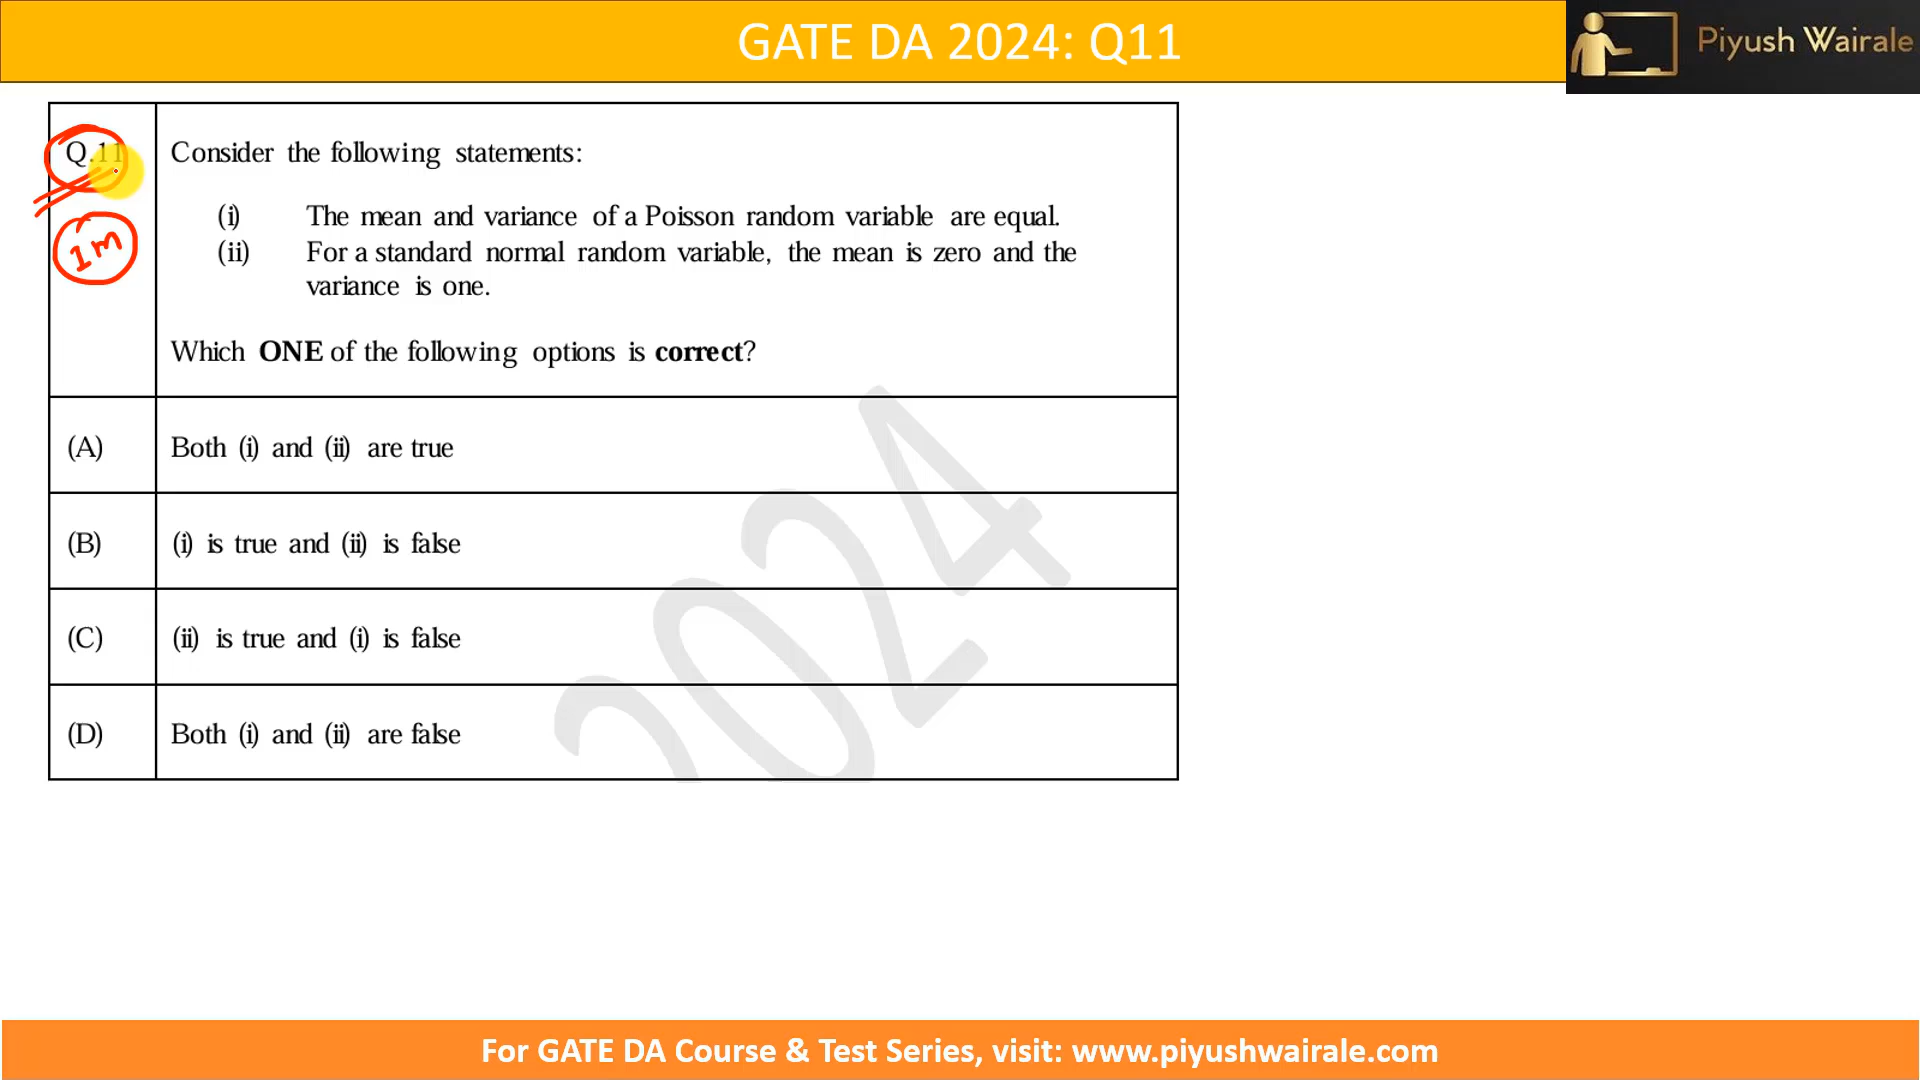 GATE DA 2024: Q11
Piyush Wairale
Q.11
1m
Consider the following statements:
(i) The mean and variance of a Poisson random variable are equal.
(ii) For a standard normal random variable, the mean is zero and the
variance is one.
Which ONE of the following options is correct?
(A) Both (i) and (ii) are true
(B) (i) is true and (ii) is false
(C) (ii) is true and (i) is false
(D) Both (i) and (ii) are false
2024
For GATE DA Course & Test Series, visit: www.piyushwairale.com